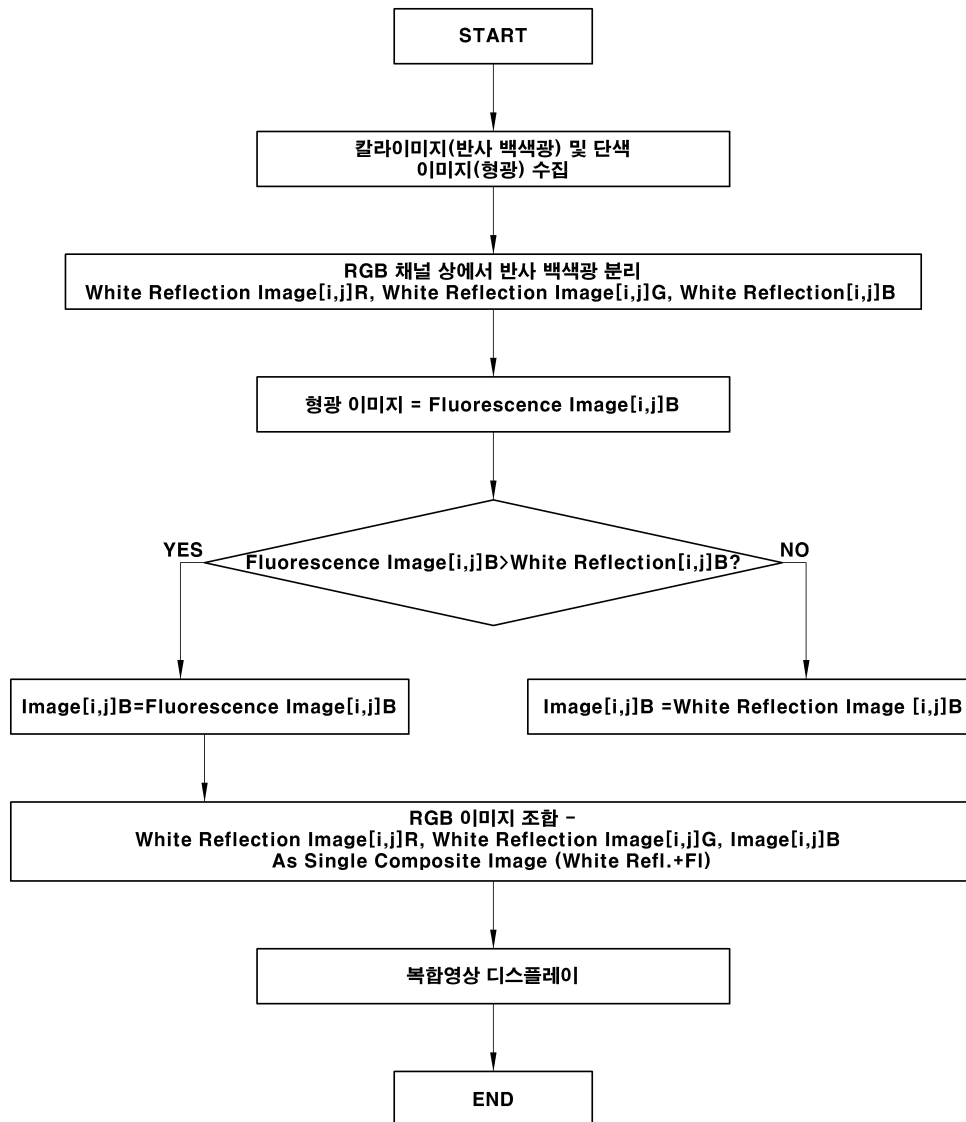 START
칼라이미지(반사 백색광) 및 단색
이미지(형광) 수집
RGB 채널 상에서 반사 백색광 분리
White Reflection Image[i,j]R, White Reflection Image[i,j]G, White Reflection[i,j]B
형광 이미지 = Fluorescence Image[i,j]B
YES
NO
Fluorescence Image[i,j]B>White Reflection[i,j]B?
Image[i,j]B=Fluorescence Image[i,j]B
Image[i,j]B =White Reflection Image [i,j]B
RGB 이미지 조합 -
White Reflection Image[i,j]R, White Reflection Image[i,j]G, Image[i,j]B
As Single Composite Image (White Refl.+Fl)
복합영상 디스플레이
END